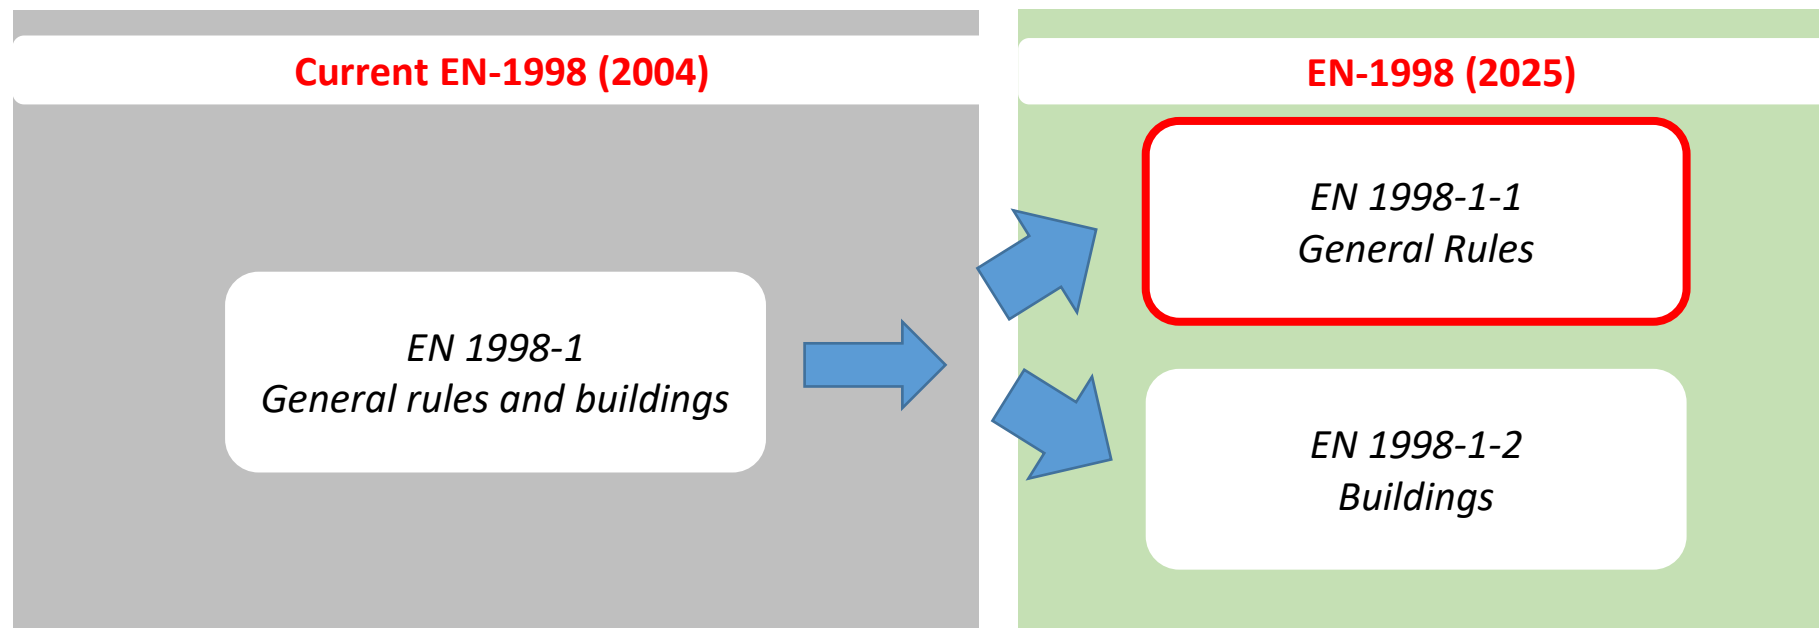 Current EN-1998 (2004)
EN 1998-1
General rules and buildings
EN-1998 (2025)
EN 1998-1-1
General Rules
EN 1998-1-2
Buildings